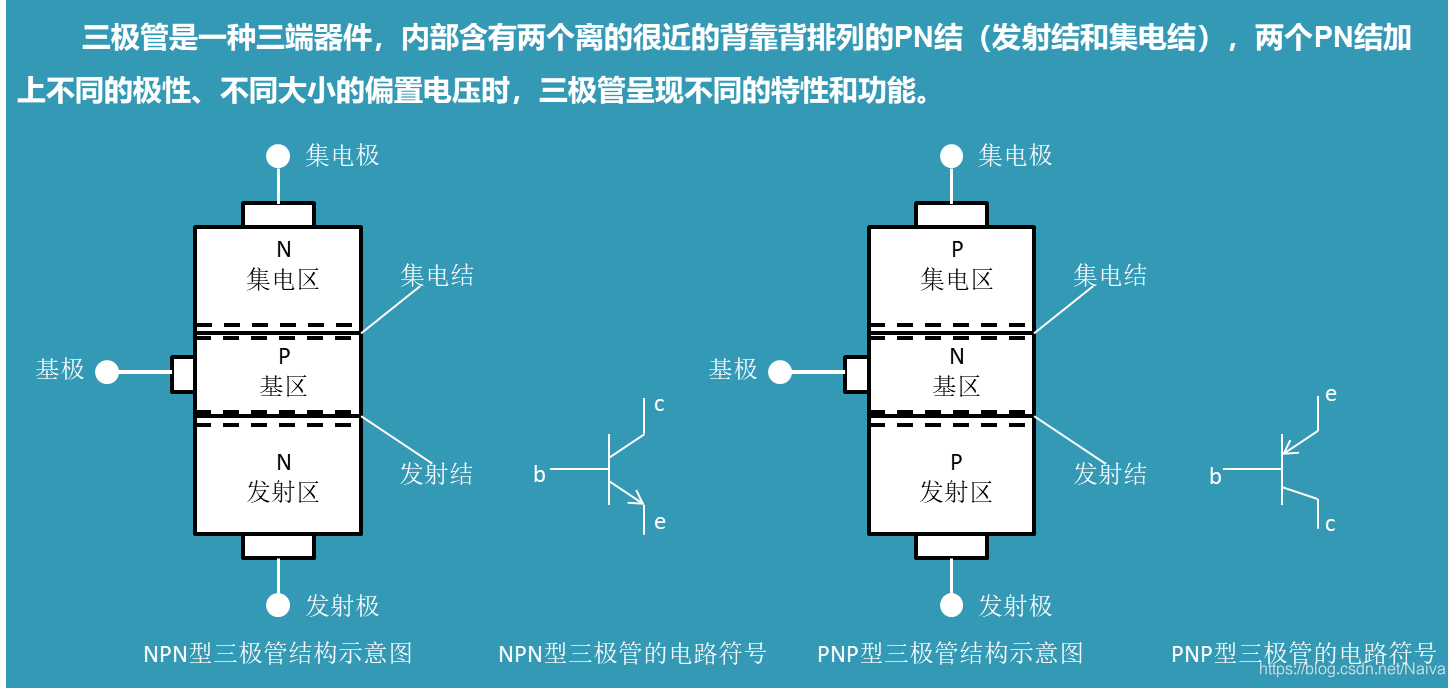 三极管是一种三端器件，内部含有两个离的很近的背靠背排列的PN结（发射结和集电结），两个PN结加
上不同的极性、不同大小的偏置电压时，三极管呈现不同的特性和功能。
集电极
N
集电区
集电结
基极
P
基区
N
发射区
发射结
发射极
c
b
e
集电极
P
集电区
集电结
基极
N
基区
P
发射区
发射结
发射极
e
b
c
NPN型三极管结构示意图
NPN型三极管的电路符号
PNP型三极管结构示意图
PNP型三极管的电路符号
https://blog.csdn.net/Naiva